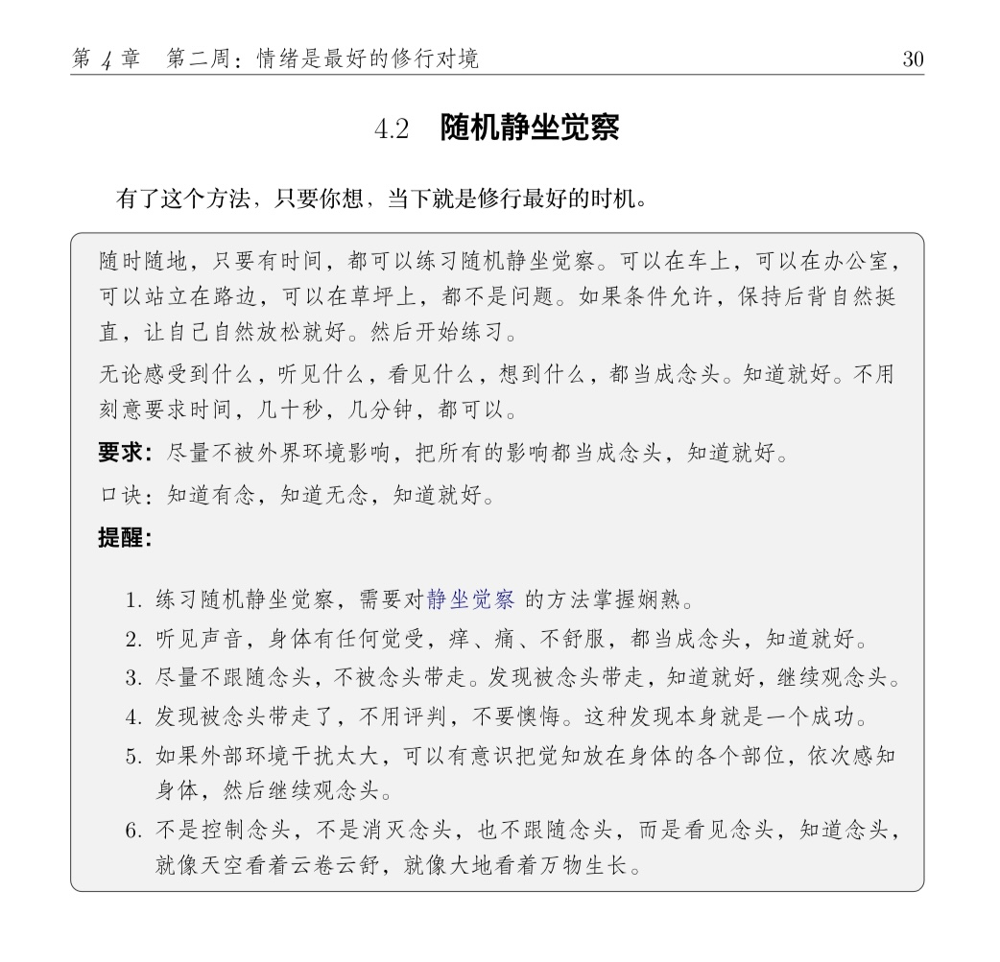 第 4 章　第二周：情绪是最好的修行对境 30
4.2 随机静坐觉察
有了这个方法，只要你想，当下就是修行最好的时机。
随时随地，只要有时间，都可以练习随机静坐觉察。可以在车上，可以在办公室，
可以站立在路边，可以在草坪上，都不是问题。如果条件允许，保持后背自然挺
直，让自己自然放松就好。然后开始练习。
无论感受到什么，听见什么，看见什么，想到什么，都当成念头。知道就好。不用
刻意要求时间，几十秒，几分钟，都可以。
要求：尽量不被外界环境影响，把所有的影响都当成念头，知道就好。
口诀：知道有念，知道无念，知道就好。
提醒：
1. 练习随机静坐觉察，需要对静坐觉察 的方法掌握娴熟。
2. 听见声音，身体有任何觉受，痒、痛、不舒服，都当成念头，知道就好。
3. 尽量不跟随念头，不被念头带走。发现被念头带走，知道就好，继续观念头。
4. 发现被念头带走了，不用评判，不要懊悔。这种发现本身就是一个成功。
5. 如果外部环境干扰太大，可以有意识把觉知放在身体的各个部位，依次感知
身体，然后继续观念头。
6. 不是控制念头，不是消灭念头，也不跟随念头，而是看见念头，知道念头，
就像天空看着云卷云舒，就像大地看着万物生长。